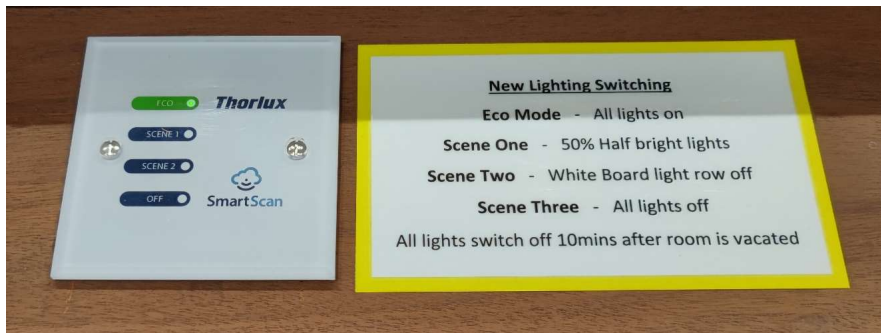 ECO
Thorlux
SCENE 1
SCENE 2
OFF
SmartScan
New Lighting Switching
Eco Mode - All lights on
Scene One - 50% Half bright lights
Scene Two - White Board light row off
Scene Three - All lights off
All lights switch off 10mins after room is vacated